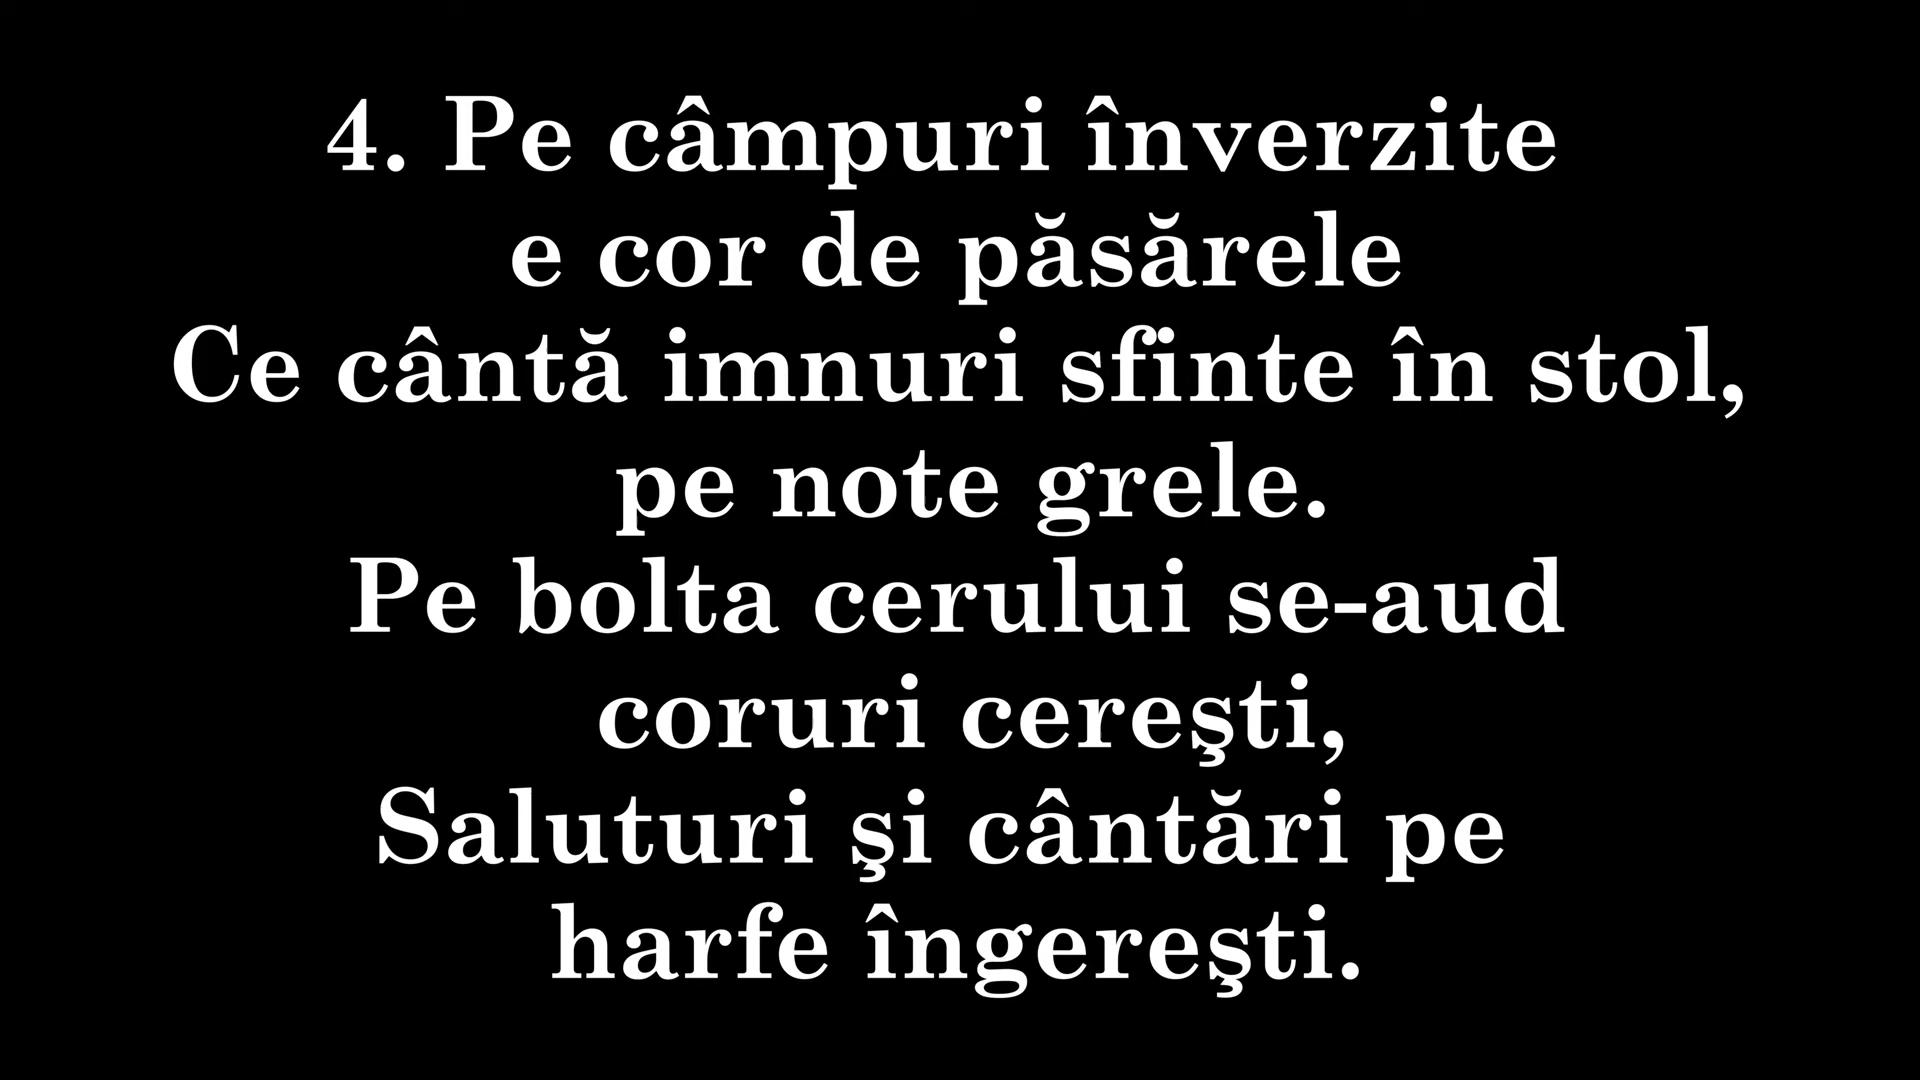 4. Pe câmpuri înverzite
e cor de păsărele
Ce cântă imnuri sfinte în stol,
pe note grele.
Pe bolta cerului se-aud
coruri cereşti,
Saluturi şi cântări pe
harfe îngereşti.